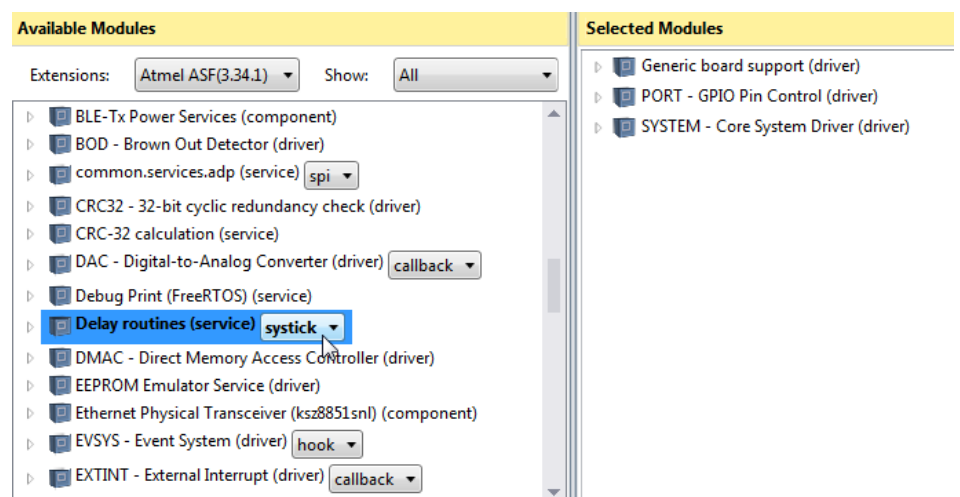 Available Modules
Extensions: Atmel ASF(3.34.1) Show: All
BLE-Tx Power Services (component)
BOD - Brown Out Detector (driver)
common.services.adp (service) spi
CRC32 - 32-bit cyclic redundancy check (driver)
CRC-32 calculation (service)
DAC - Digital-to-Analog Converter (driver) callback
Debug Print (FreeRTOS) (service)
Delay routines (service) systick
DMAC - Direct Memory Access Controller (driver)
EEPROM Emulator Service (driver)
Ethernet Physical Transceiver (ksz8851snl) (component)
EVSYS - Event System (driver) hook
EXTINT - External Interrupt (driver) callback
Selected Modules
Generic board support (driver)
PORT - GPIO Pin Control (driver)
SYSTEM - Core System Driver (driver)